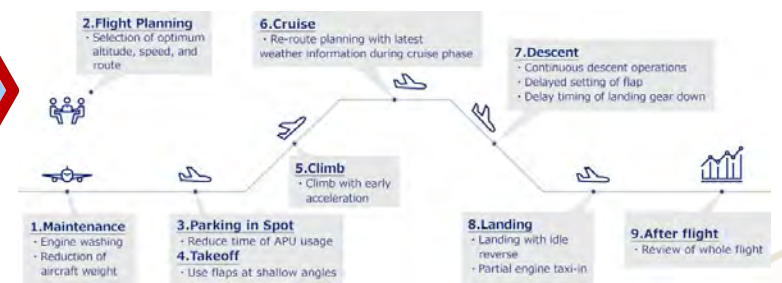 2.Flight Planning
・Selection of optimum
altitude, speed, and
route
6.Cruise
・Re-route planning with latest
weather information during cruise phase
7.Descent
・Continuous descent operations
・Delayed setting of flap
・Delay timing of landing gear down
5.Climb
・Climb with early
acceleration
1.Maintenance
・Engine washing
・Reduction of
aircraft weight
3.Parking in Spot
・Reduce time of APU usage
4.Takeoff
・Use flaps at shallow angles
8.Landing
・Landing with idle
reverse
・Partial engine taxi-in
9.After flight
・Review of whole flight